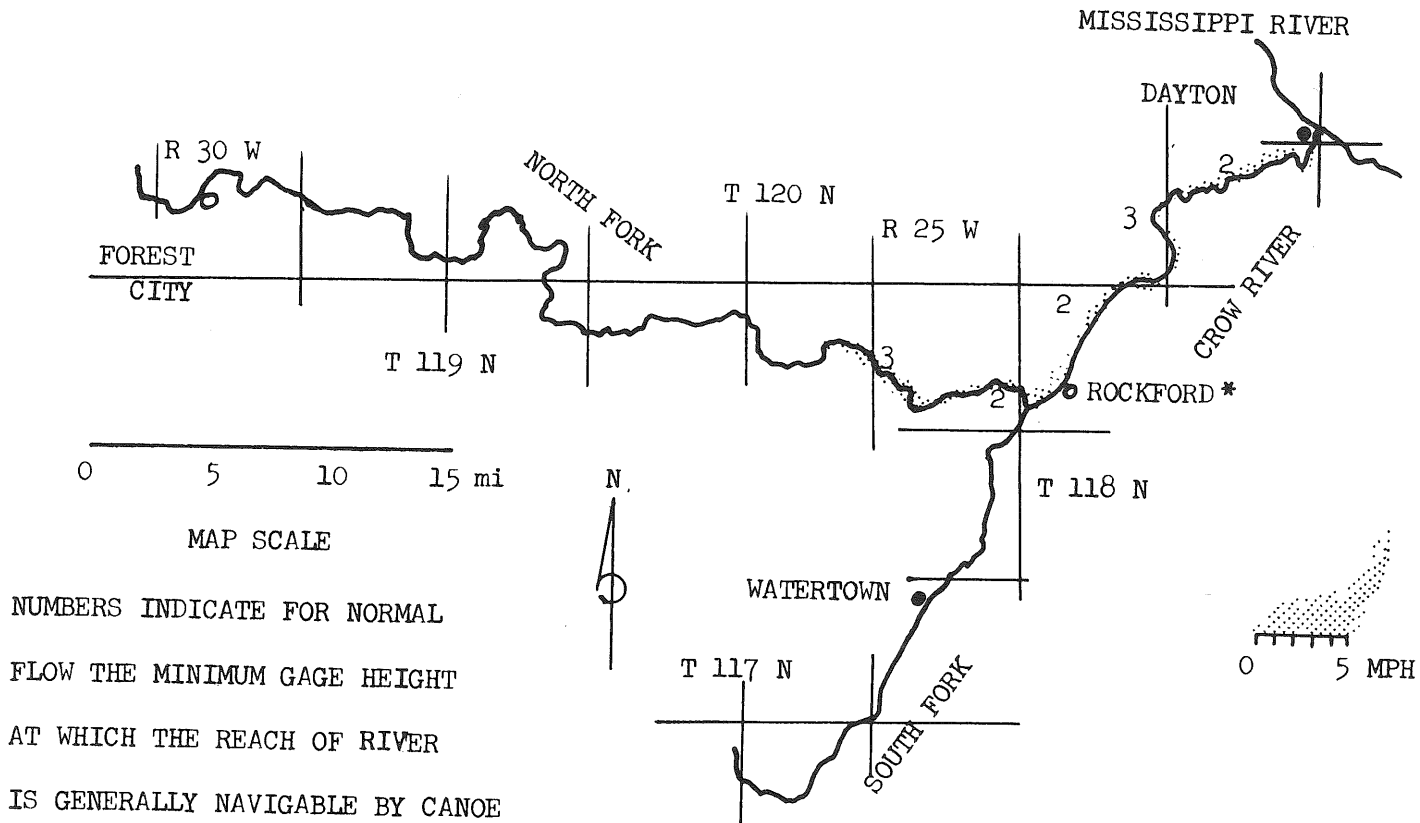 MISSISSIPPI RIVER
DAYTON
R 30 W
NORTH FORK
T 120 N
R 25 W
2
3
FOREST
CITY
CROW RIVER
2
T 119 N
3
2
ROCKFORD *
0 5 10 15 mi
N
T 118 N
MAP SCALE
WATERTOWN
NUMBERS INDICATE FOR NORMAL
FLOW THE MINIMUM GAGE HEIGHT
AT WHICH THE REACH OF RIVER
IS GENERALLY NAVIGABLE BY CANOE
T 117 N
SOUTH FORK
0 5 MPH